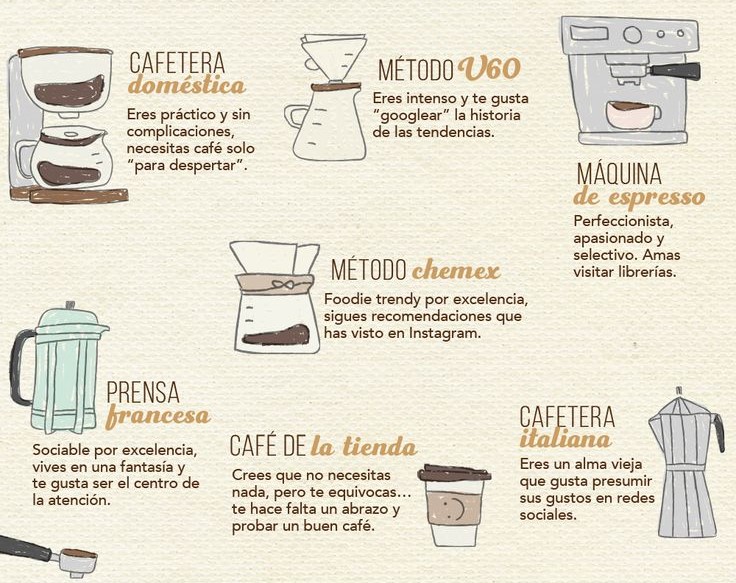 CAFETERA
doméstica
Eres práctico y sin
complicaciones,
necesitas café solo
“para despertar”.
MÉTODO V60
Eres intenso y te gusta
“googlear” la historia
de las tendencias.
MÁQUINA
de espresso
Perfeccionista,
apasionado y
selectivo. Amas
visitar librerías.
MÉTODO chemex
Foodie trendy por excelencia,
sigues recomendaciones que
has visto en Instagram.
PRENSA
francesa
Sociable por excelencia,
vives en una fantasía y
te gusta ser el centro de
la atención.
CAFÉ DE la tienda
Crees que no necesitas
nada, pero te equivocas...
te hace falta un abrazo y
probar un buen café.
CAFETERA
italiana
Eres un alma vieja
que gusta presumir
sus gustos en redes
sociales.